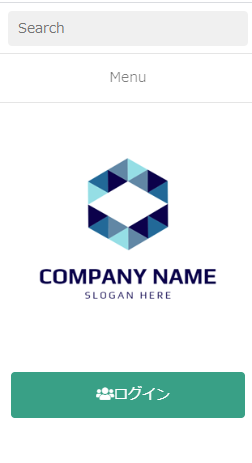 Search
Menu
COMPANY NAME
SLOGAN HERE
ログイン